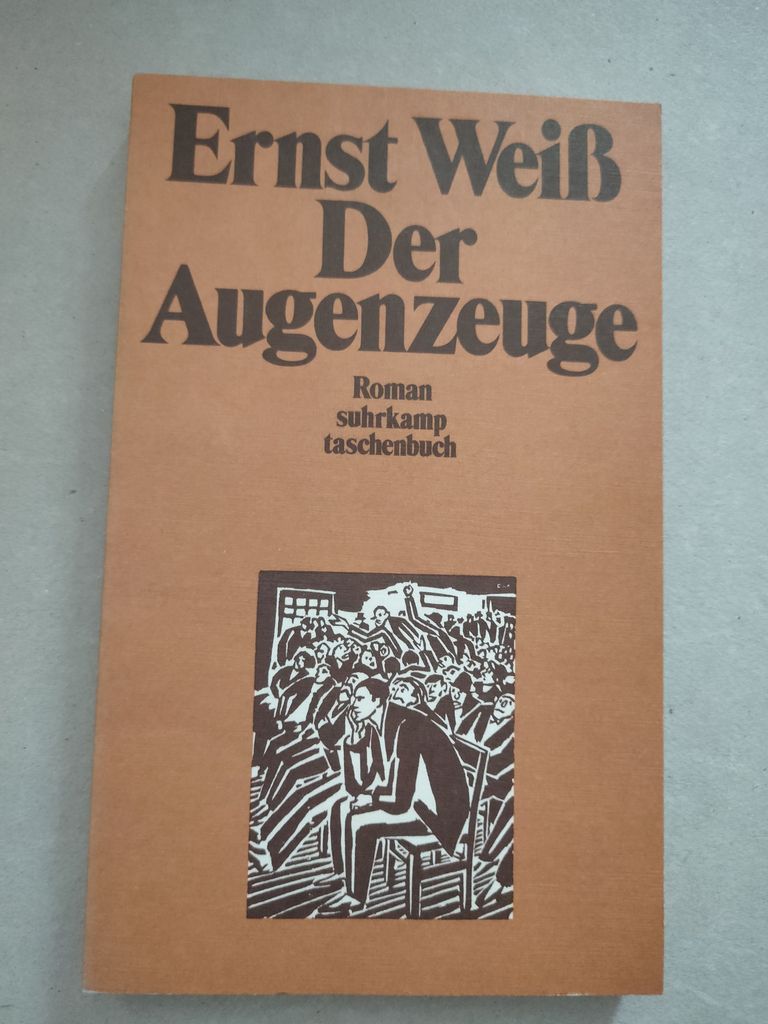 Ernst Weiß
Der
Augenzeuge
Roman
suhrkamp
taschenbuch